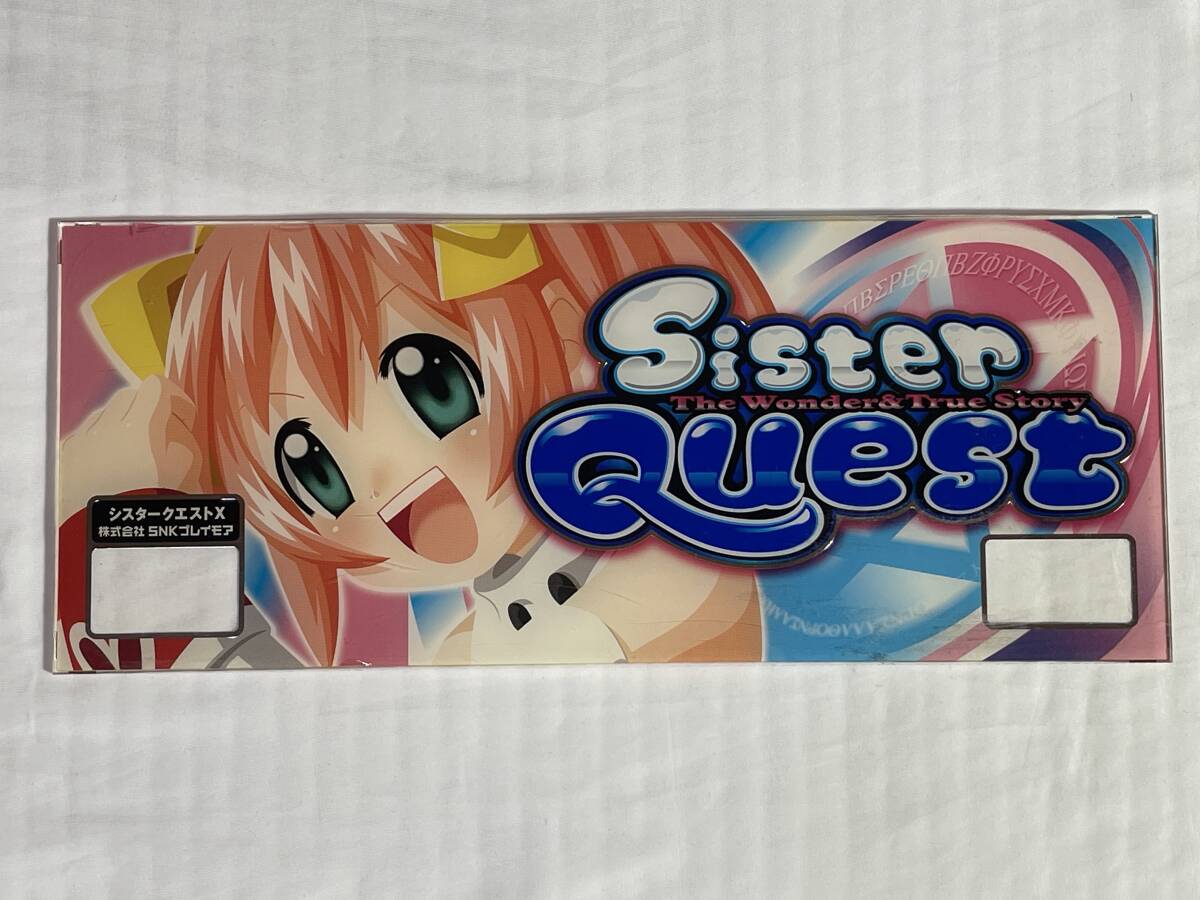 Sister
The Wonder&True Story
Quest
シスタークエストX
株式会社 SNKプレイモア